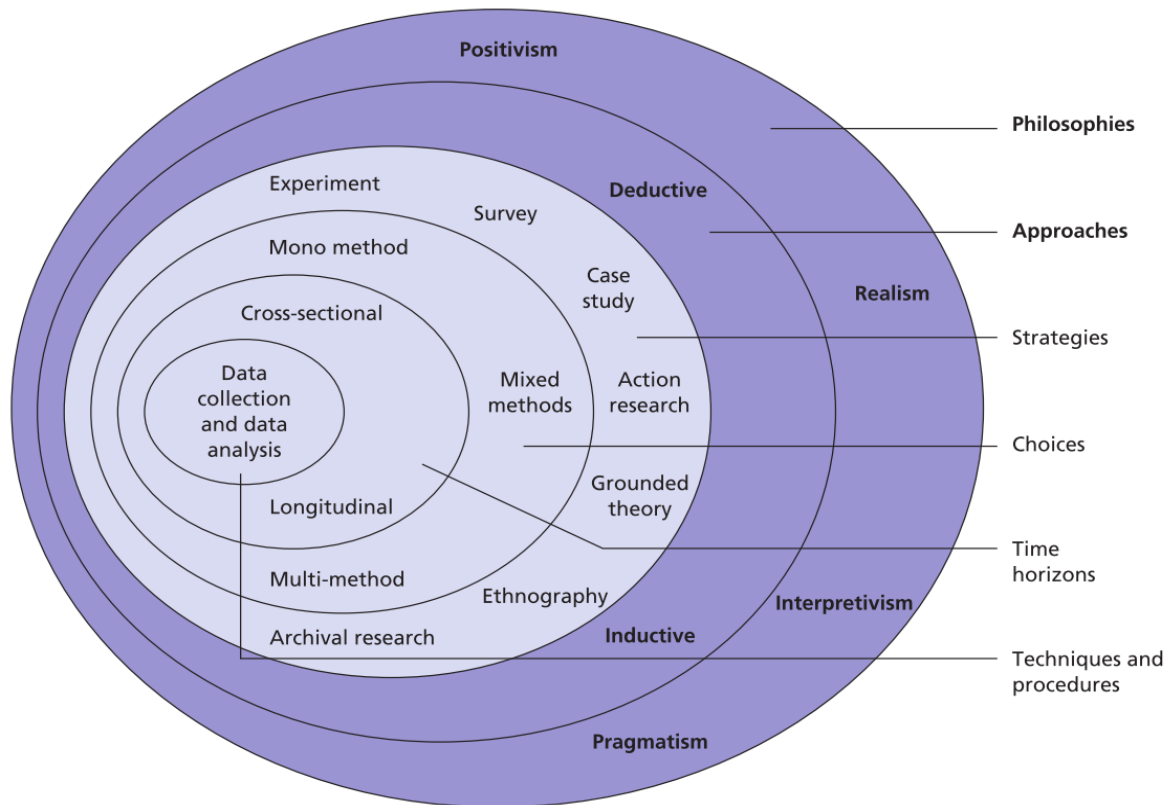 Positivism
Philosophies
Experiment
Deductive
Survey
Approaches
Mono method
Case
study
Realism
Cross-sectional
Strategies
Data
collection
and data
analysis
Mixed
methods
Action
research
Choices
Grounded
theory
Longitudinal
Time
horizons
Multi-method
Ethnography
Interpretivism
Archival research
Inductive
Techniques and
procedures
Pragmatism